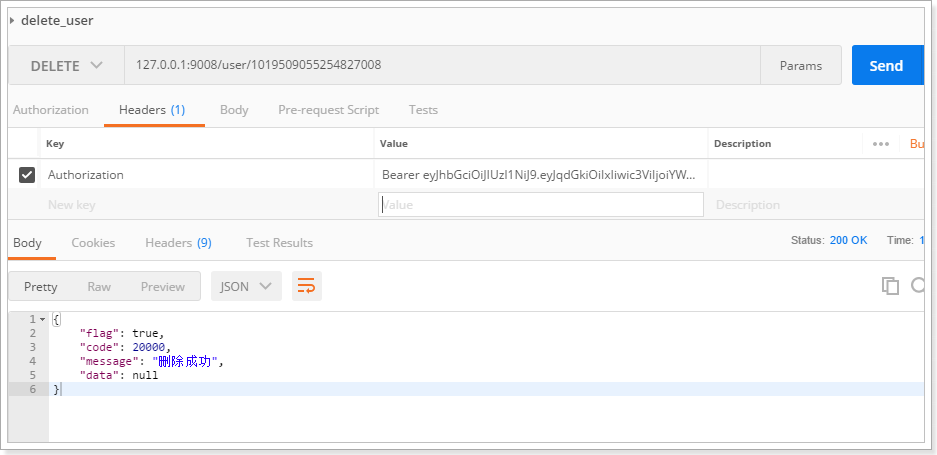 delete_user
DELETE 127.0.0.1:9008/user/1019509055254827008 Params Send
Authorization Headers (1) Body Pre-request Script Tests
Key Value Description ••• Bu
Authorization Bearer eyJhbGciOiJIUzI1NiJ9.eyJqdGkiOiIxIiwic3ViIjoiYW...
New key Value Description
Body Cookies Headers (9) Test Results Status: 200 OK Time: 1
Pretty Raw Preview JSON
1 {
2 "flag": true,
3 "code": 20000,
4 "message": "删除成功",
5 "data": null
6 }